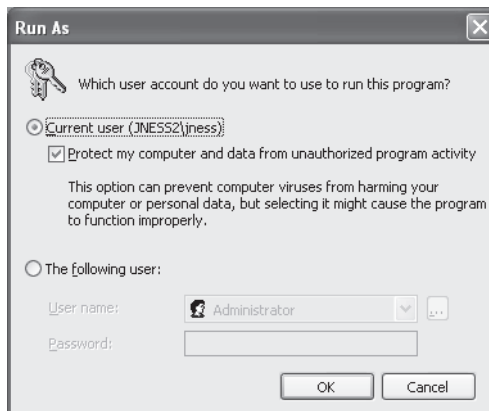 Run As
Which user account do you want to use to run this program?
Current user (JNESS2\jness)
Protect my computer and data from unauthorized program activity
This option can prevent computer viruses from harming your
computer or personal data, but selecting it might cause the program
to function improperly.
The following user:
User name:
Administrator
...
Password:
OK
Cancel